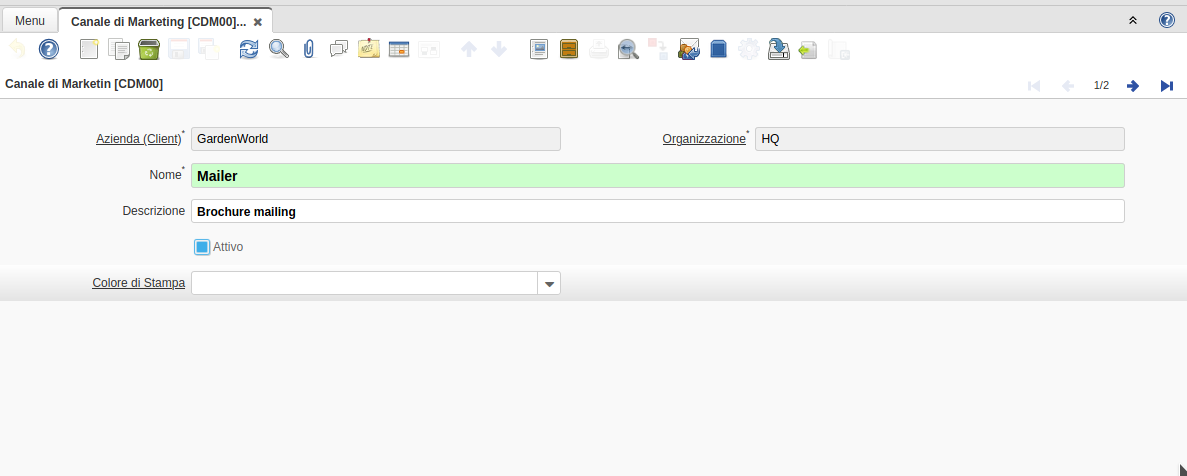 Menu
Canale di Marketing [CDM00]...
Canale di Marketin [CDM00]
1/2
Azienda (Client)* GardenWorld Organizzazione* HQ
Nome* Mailer
Descrizione Brochure mailing
Attivo
Colore di Stampa